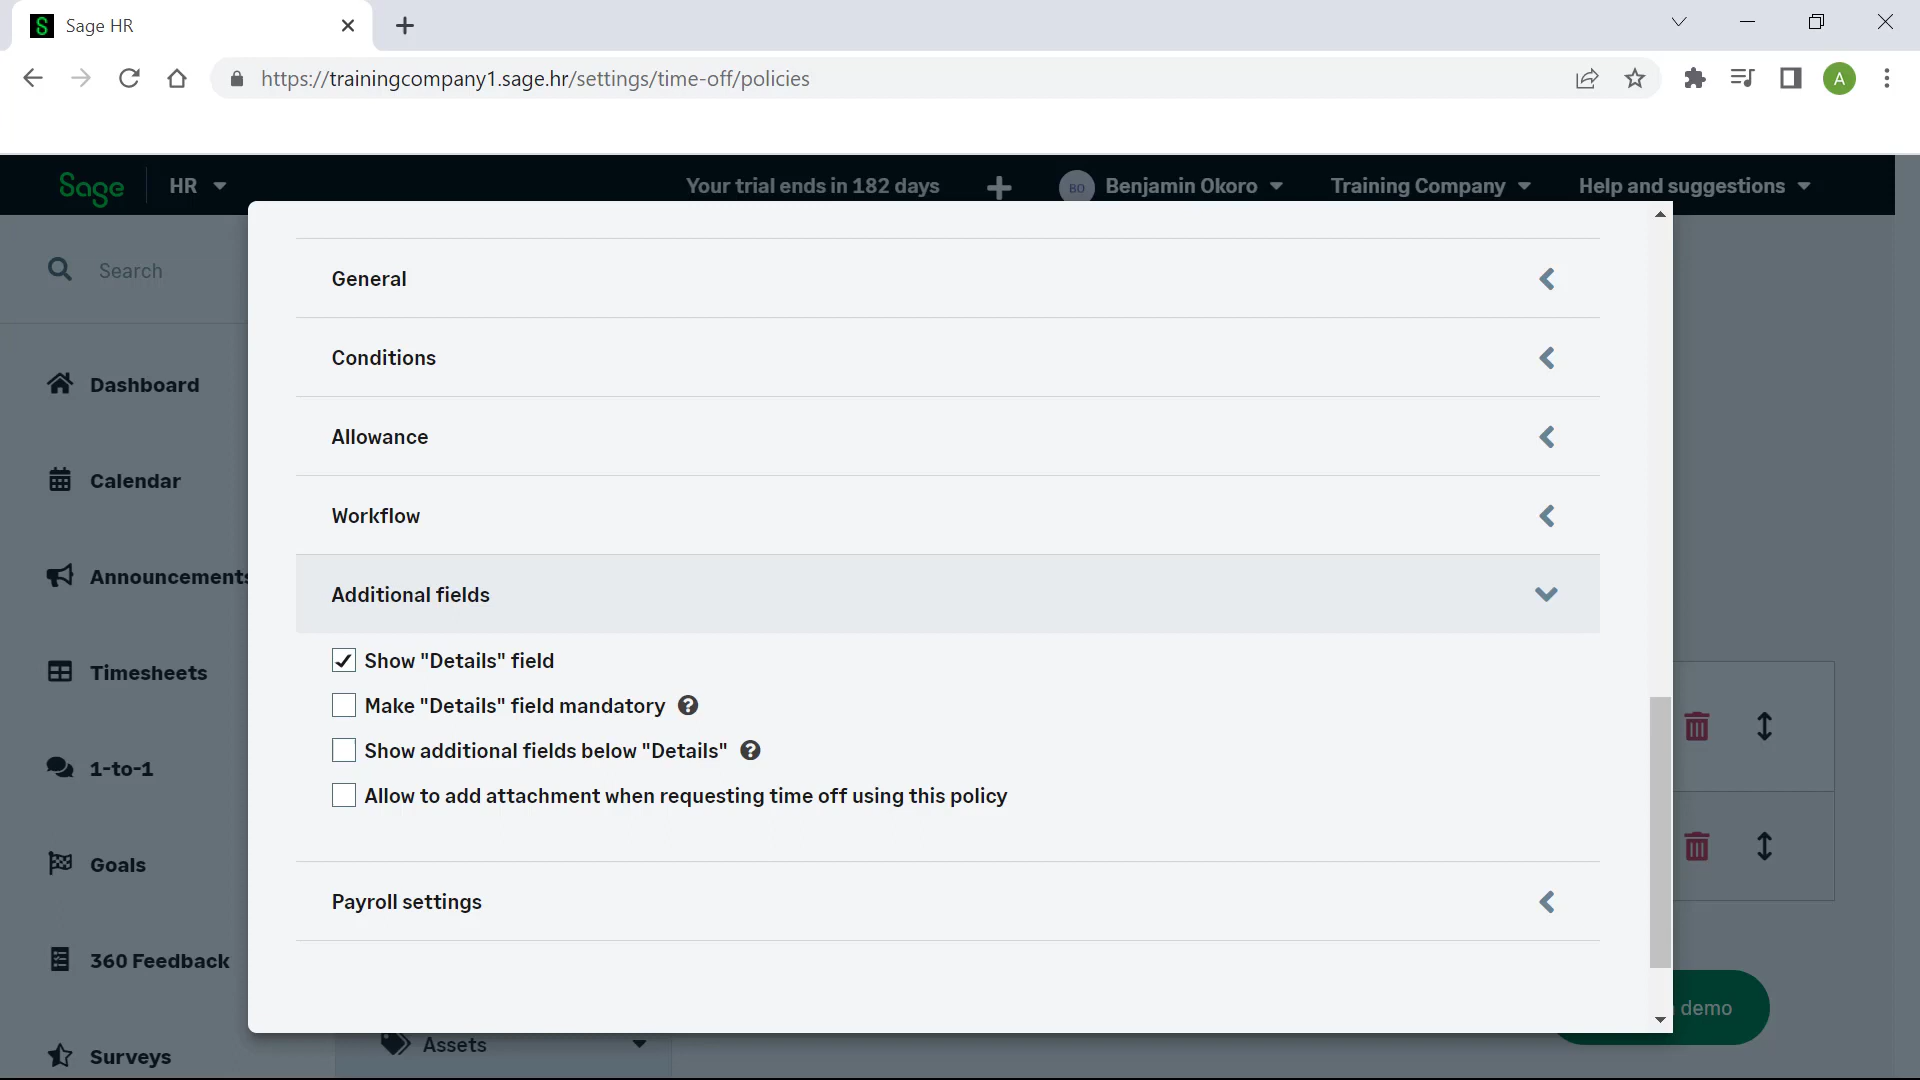 Sage HR
https://trainingcompany1.sage.hr/settings/time-off/policies
A
Sage
HR
Your trial ends in 182 days
BO
Benjamin Okoro
Training Company
Help and suggestions
Search
Dashboard
Calendar
Announcements
Timesheets
1-to-1
Goals
360 Feedback
Surveys
General
Conditions
Allowance
Workflow
Additional fields
Show "Details" field
Make "Details" field mandatory
Show additional fields below "Details"
Allow to add attachment when requesting time off using this policy
Payroll settings
demo
Assets